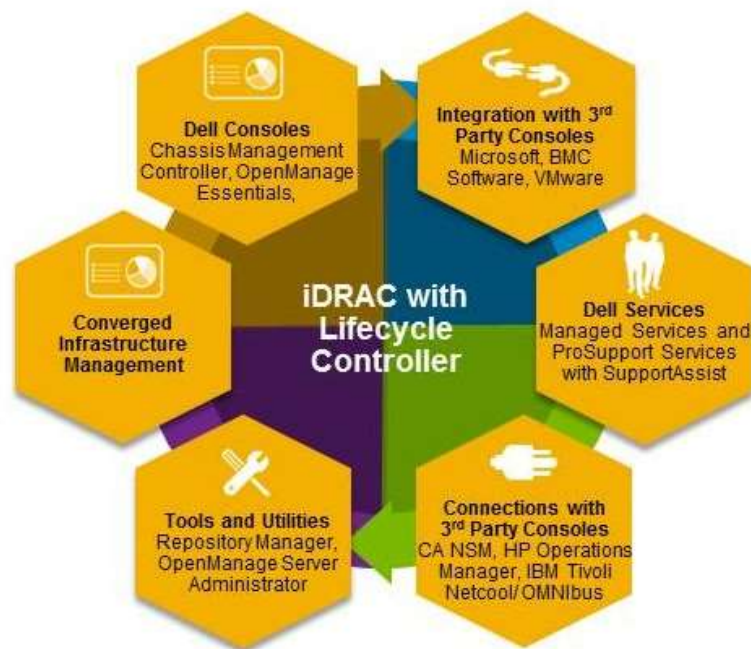 Dell Consoles
Chassis Management
Controller, OpenManage
Essentials,
Integration with 3rd
Party Consoles
Microsoft, BMC
Software, VMware
Converged
Infrastructure
Management
iDRAC with
Lifecycle
Controller
Dell Services
Managed Services and
ProSupport Services
with SupportAssist
Tools and Utilities
Repository Manager,
OpenManage Server
Administrator
Connections with
3rd Party Consoles
CA NSM, HP Operations
Manager, IBM Tivoli
Netcool/ OMNIbus